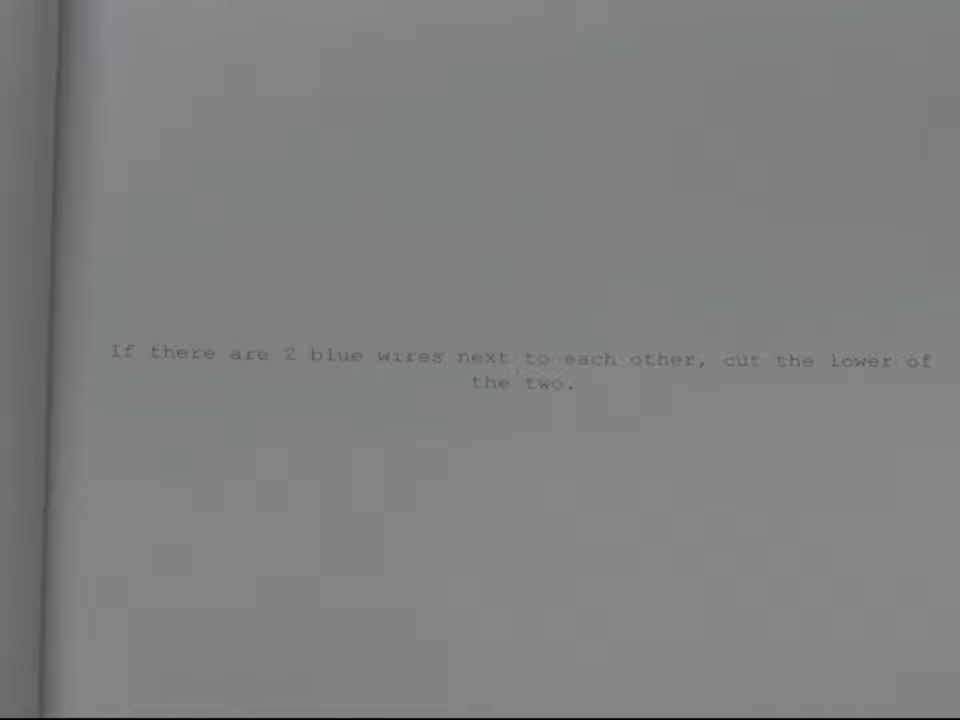 If there are 2 blue wires next to each other, cut the lower of
the two.